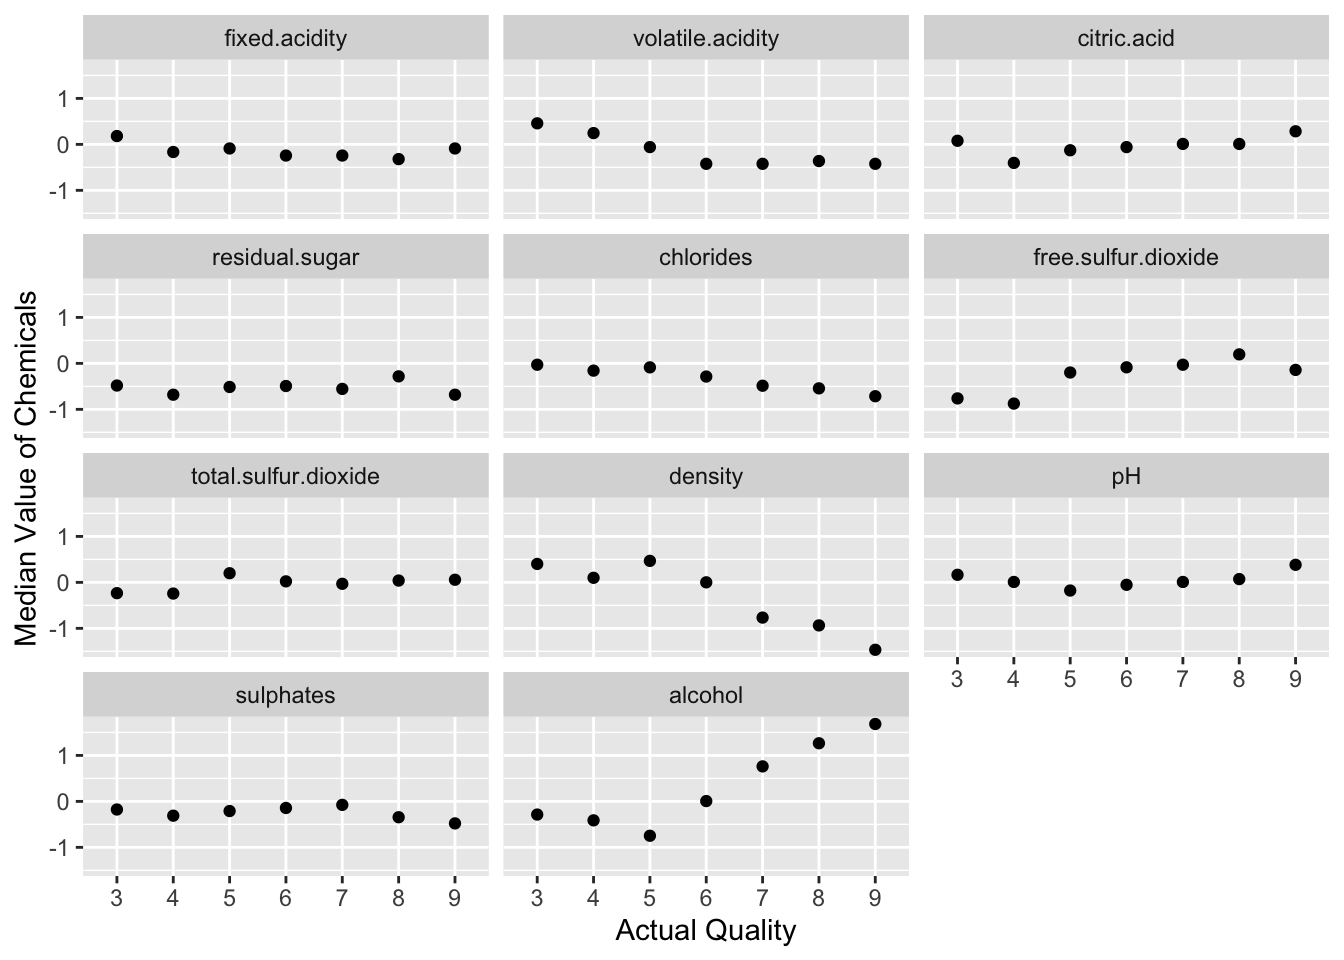 fixed.acidity
volatile.acidity
citric.acid
1
0
-1
residual.sugar
chlorides
free.sulfur.dioxide
1
0
-1
Median Value of Chemicals
total.sulfur.dioxide
density
pH
1
0
-1
3 4 5 6 7 8 9
sulphates
alcohol
1
0
-1
3 4 5 6 7 8 9
3 4 5 6 7 8 9
Actual Quality